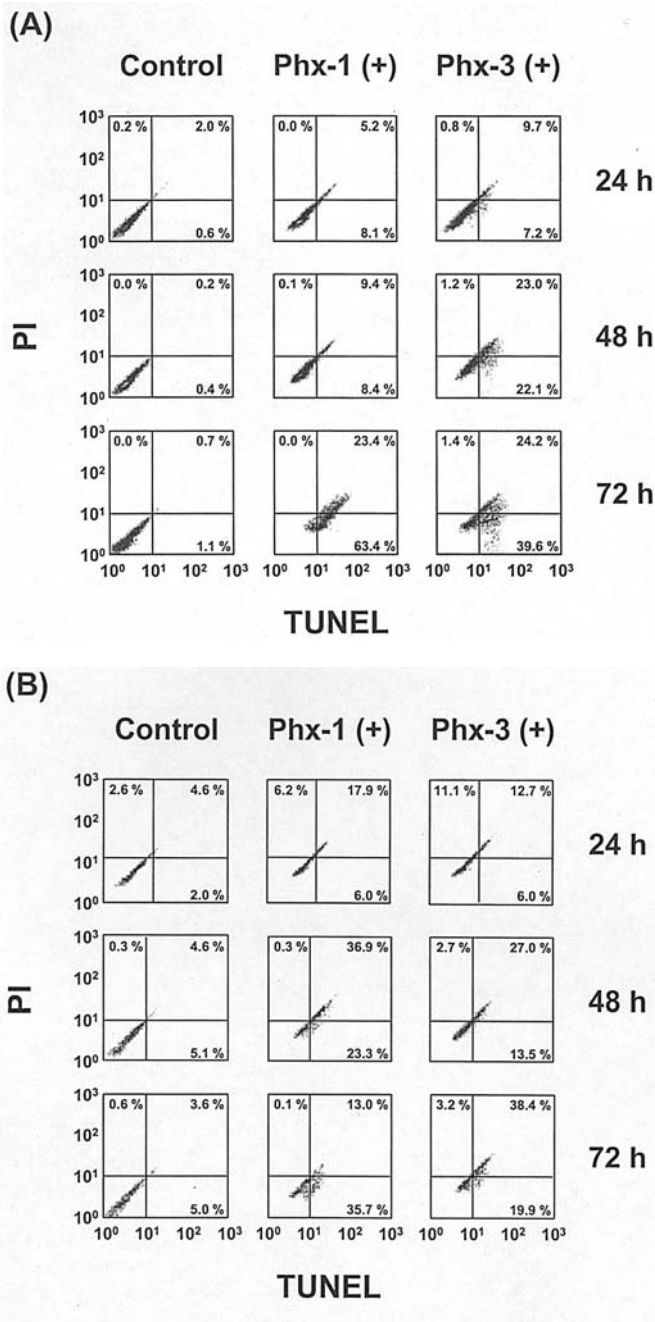 (A)
Control Phx-1 (+) Phx-3 (+)
10³ 0.2 % 2.0 % 0.0 % 5.2 % 0.8 % 9.7 %
10²
10¹ 24 h
10⁰ 0.6 % 8.1 % 7.2 %
10³ 0.0 % 0.2 % 0.1 % 9.4 % 1.2 % 23.0 %
10²
PI 10¹ 48 h
10⁰ 0.4 % 8.4 % 22.1 %
10³ 0.0 % 0.7 % 0.0 % 23.4 % 1.4 % 24.2 %
10²
10¹ 72 h
10⁰ 1.1 % 63.4 % 39.6 %
10⁰ 10¹ 10² 10³ 10⁰ 10¹ 10² 10³ 10⁰ 10¹ 10² 10³
TUNEL
(B)
Control Phx-1 (+) Phx-3 (+)
10³ 2.6 % 4.6 % 6.2 % 17.9 % 11.1 % 12.7 %
10²
10¹ 24 h
10⁰ 2.0 % 6.0 % 6.0 %
10³ 0.3 % 4.6 % 0.3 % 36.9 % 2.7 % 27.0 %
10²
PI 10¹ 48 h
10⁰ 5.1 % 23.3 % 13.5 %
10³ 0.6 % 3.6 % 0.1 % 13.0 % 3.2 % 38.4 %
10²
10¹ 72 h
10⁰ 5.0 % 35.7 % 19.9 %
10⁰ 10¹ 10² 10³ 10⁰ 10¹ 10² 10³ 10⁰ 10¹ 10² 10³
TUNEL